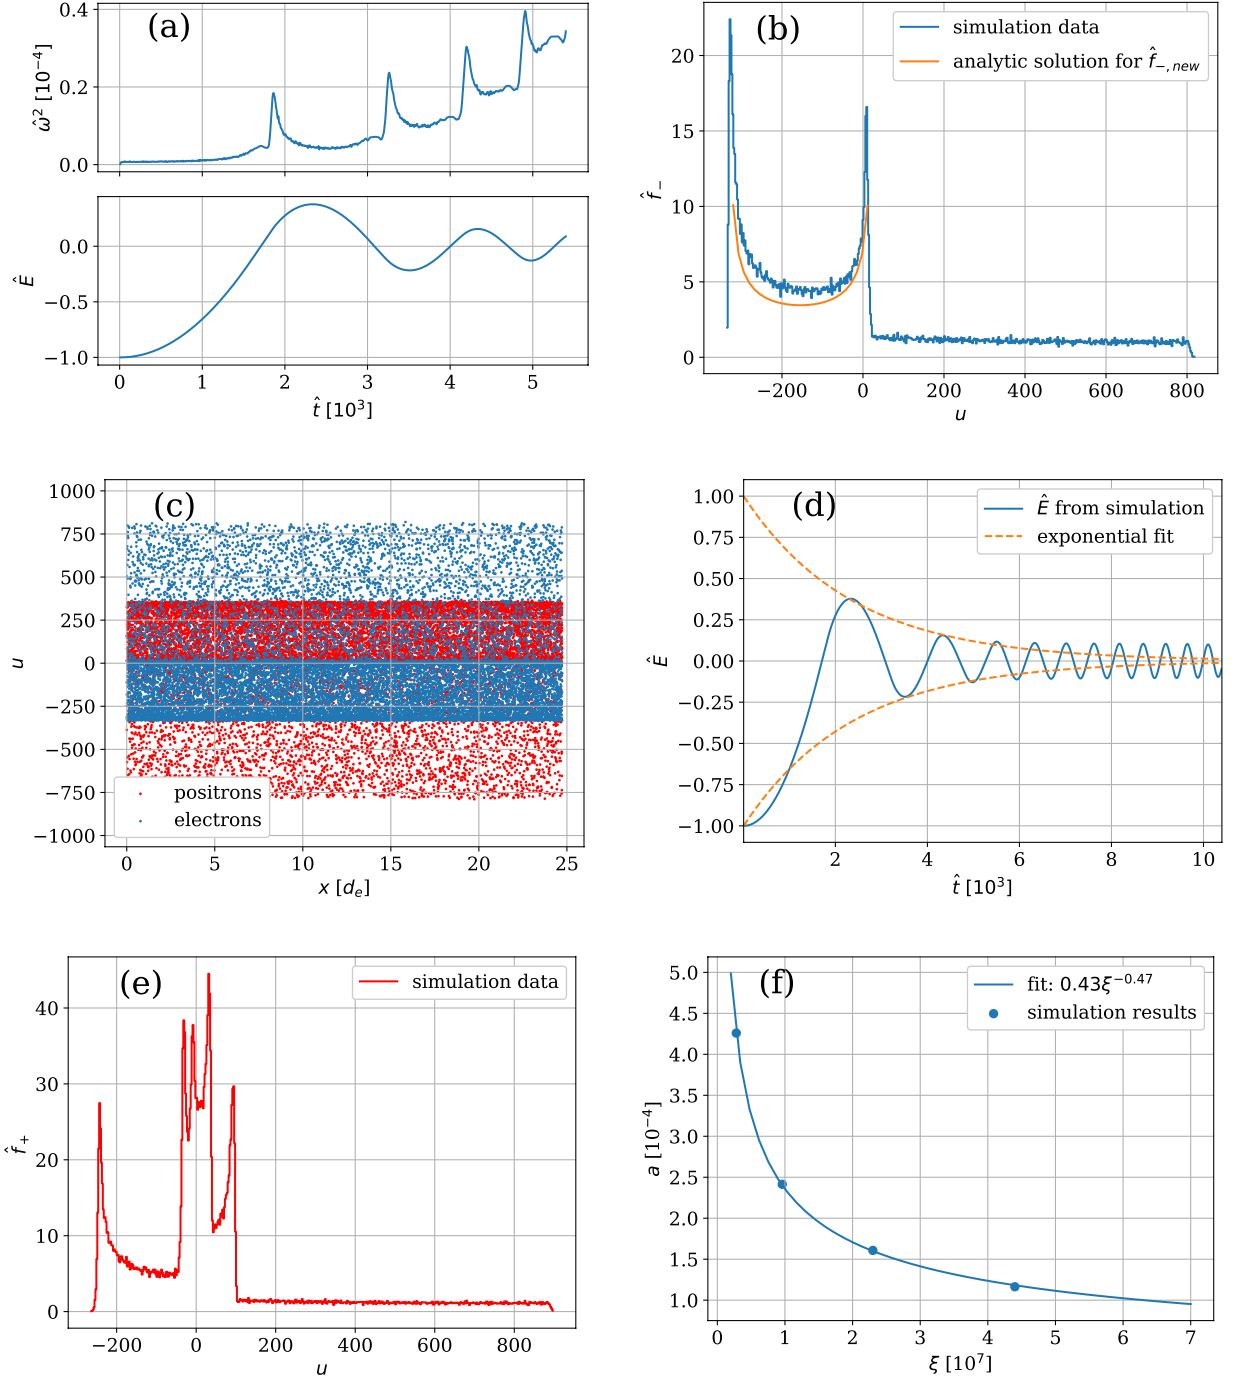 (a)
0.4
0.2
0.0
ω̂² [10⁻⁴]
0.0
−0.5
−1.0
Ê
0 1 2 3 4 5
t̂ [10³]
(b)
simulation data
analytic solution for f̂₋,new
20
15
10
5
0
f̂₋
−200 0 200 400 600 800
u
(c)
1000
750
500
250
0
−250
−500
−750
−1000
u
positrons
electrons
0 5 10 15 20 25
x [dₑ]
(d)
Ê from simulation
exponential fit
1.00
0.75
0.50
0.25
0.00
−0.25
−0.50
−0.75
−1.00
Ê
2 4 6 8 10
t̂ [10³]
(e)
simulation data
40
30
20
10
0
f̂₊
−200 0 200 400 600 800
u
(f)
fit: 0.43ξ⁻⁰·⁴⁷
simulation results
5.0
4.5
4.0
3.5
3.0
2.5
2.0
1.5
1.0
a [10⁻⁴]
0 1 2 3 4 5 6 7
ξ [10⁷]